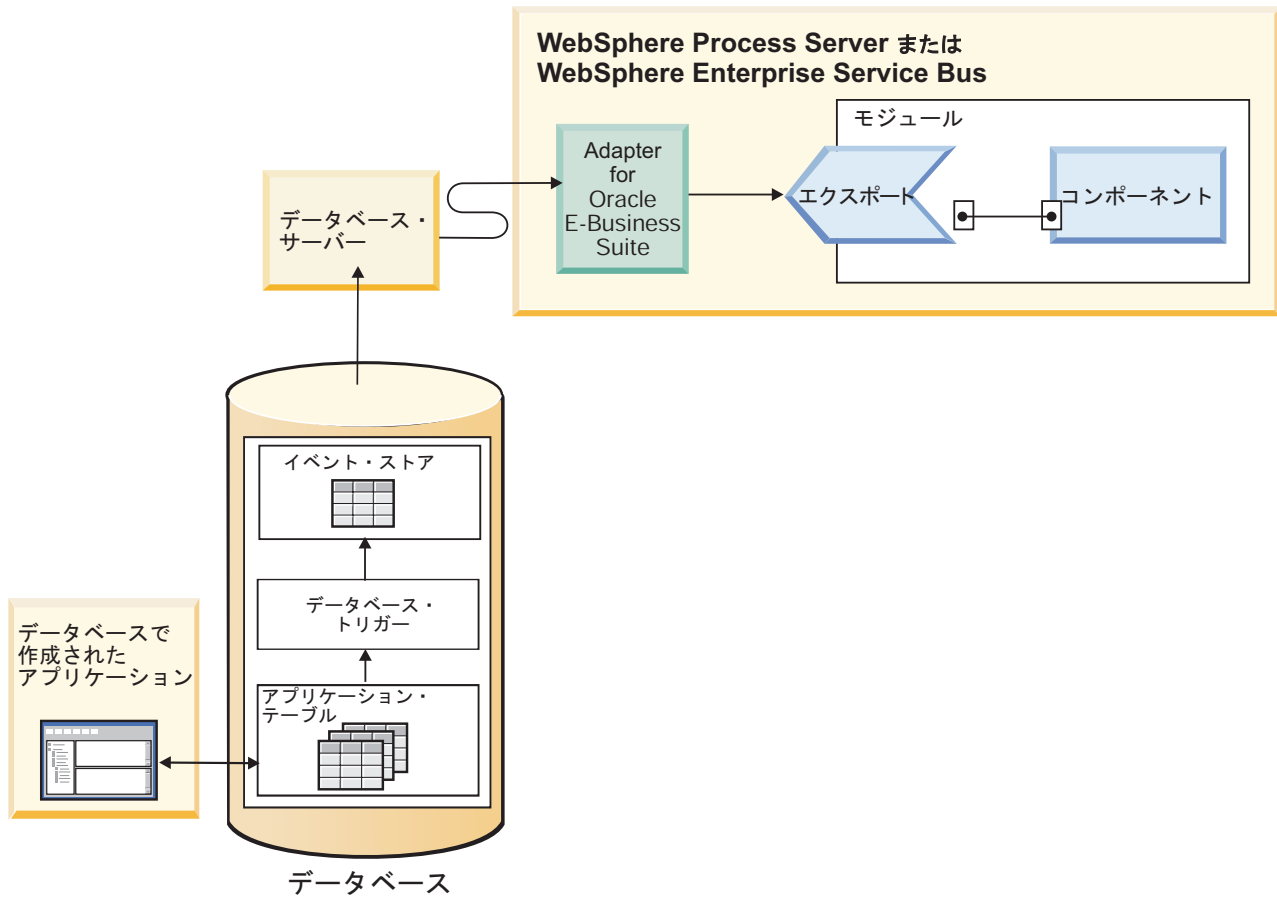 WebSphere Process Server または
WebSphere Enterprise Service Bus
モジュール
Adapter
for
Oracle
E-Business
Suite
エクスポート
コンポーネント
データベース・
サーバー
イベント・ストア
データベース・
トリガー
アプリケーション・
テーブル
データベースで
作成された
アプリケーション
データベース